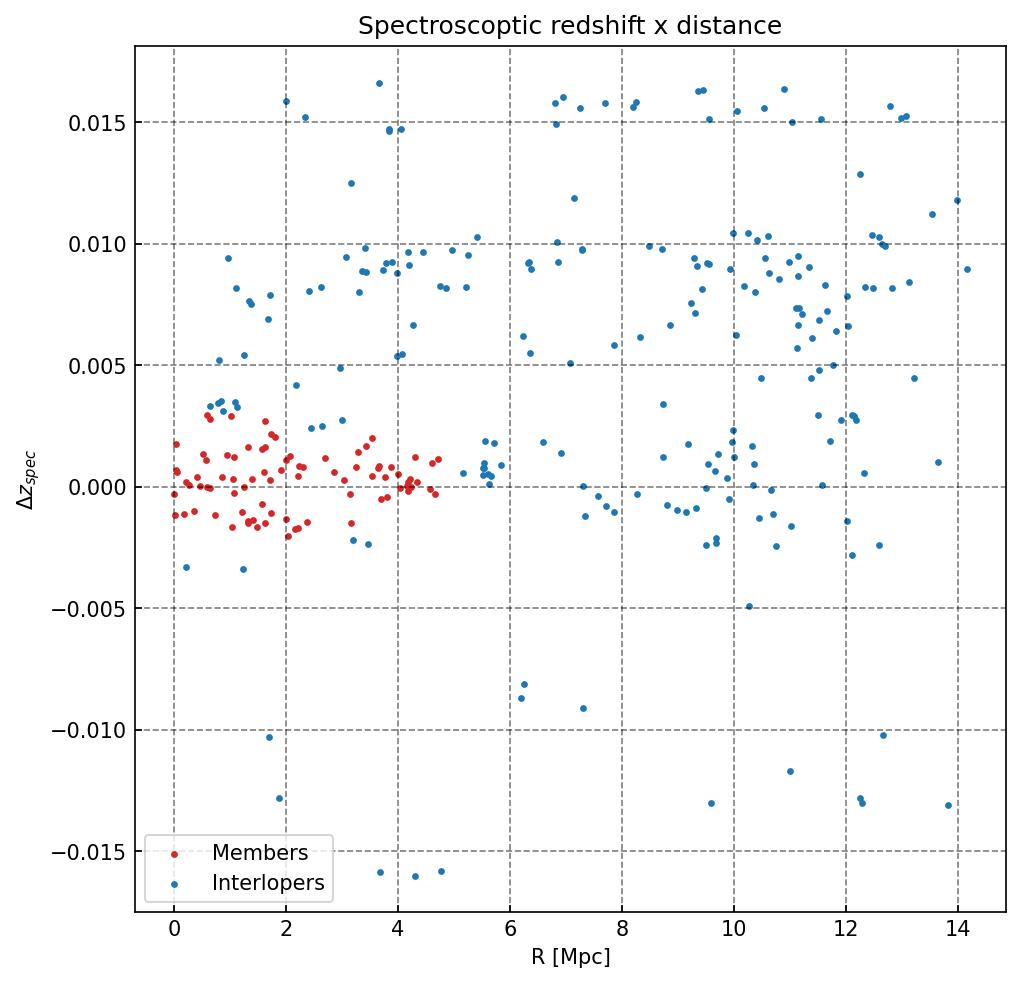 Spectroscoptic redshift x distance
0.015
0.010
0.005
0.000
−0.005
−0.010
−0.015
Δz_spec
Members
Interlopers
0 2 4 6 8 10 12 14
R [Mpc]